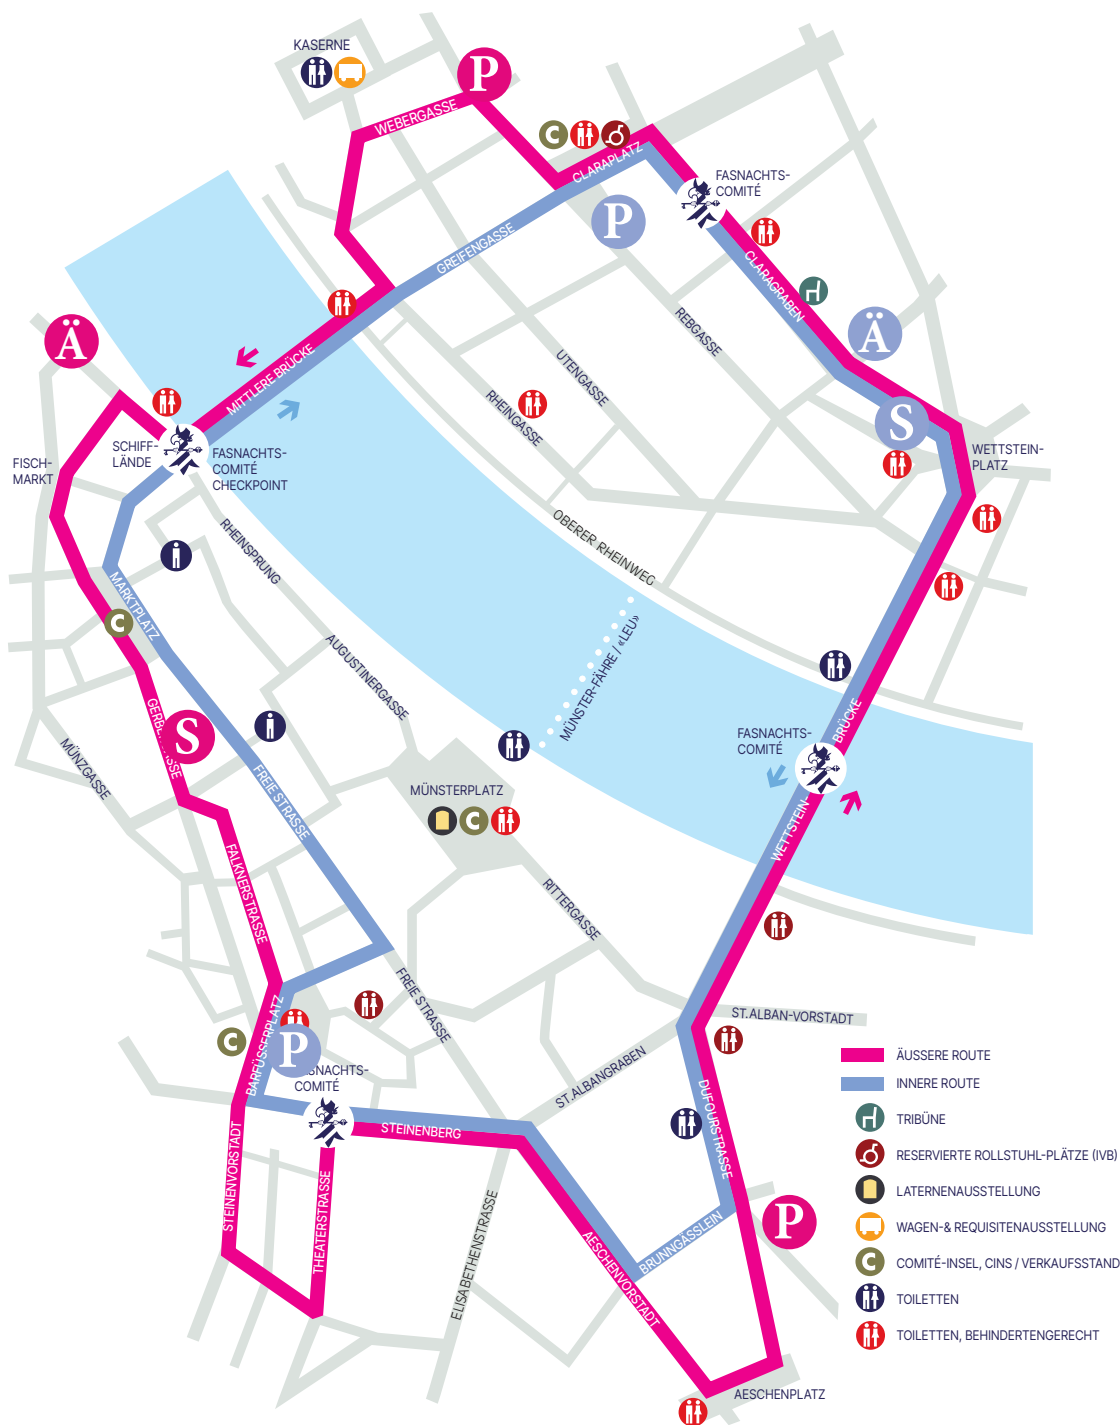 KASERNE
P
WEBERGASSE
C
CLARAPLATZ
FASNACHTS-
COMITÉ
P
GREIFENGASSE
CLARAGRABEN
Ä
Ä
REBGASSE
UTENGASSE
MITTLERE BRÜCKE
RHEINGASSE
S
SCHIFF-
LÄNDE
FASNACHTS-
COMITÉ
CHECKPOINT
FISCH-
MARKT
WETTSTEIN-
PLATZ
RHEINSPRUNG
OBERER RHEINWEG
MARKTPLATZ
C
AUGUSTINERGASSE
MÜNSTER-FÄHRE / «LEU»
S
MÜNZGASSE
FREIE STRASSE
FASNACHTS-
COMITÉ
WETTSTEIN-
BRÜCKE
MÜNSTERPLATZ
C
FALKNERSTRASSE
RITTERGASSE
FREIE STRASSE
ST.ALBAN-VORSTADT
C
BARFÜSSERPLATZ
P
COMITÉ
ST.ALBANGRABEN
DUFOURSTRASSE
STEINENBERG
STEINENVORSTADT
THEATERSTRASSE
ELISABETHENSTRASSE
AESCHENVORSTADT
BRUNNGÄSSLEIN
P
AESCHENPLATZ
ÄUSSERE ROUTE
INNERE ROUTE
TRIBÜNE
RESERVIERTE ROLLSTUHL-PLÄTZE (IVB)
LATERNENAUSSTELLUNG
WAGEN-& REQUISITENAUSSTELLUNG
C
COMITÉ-INSEL, CINS / VERKAUFSSTAND
TOILETTEN
TOILETTEN, BEHINDERTENGERECHT